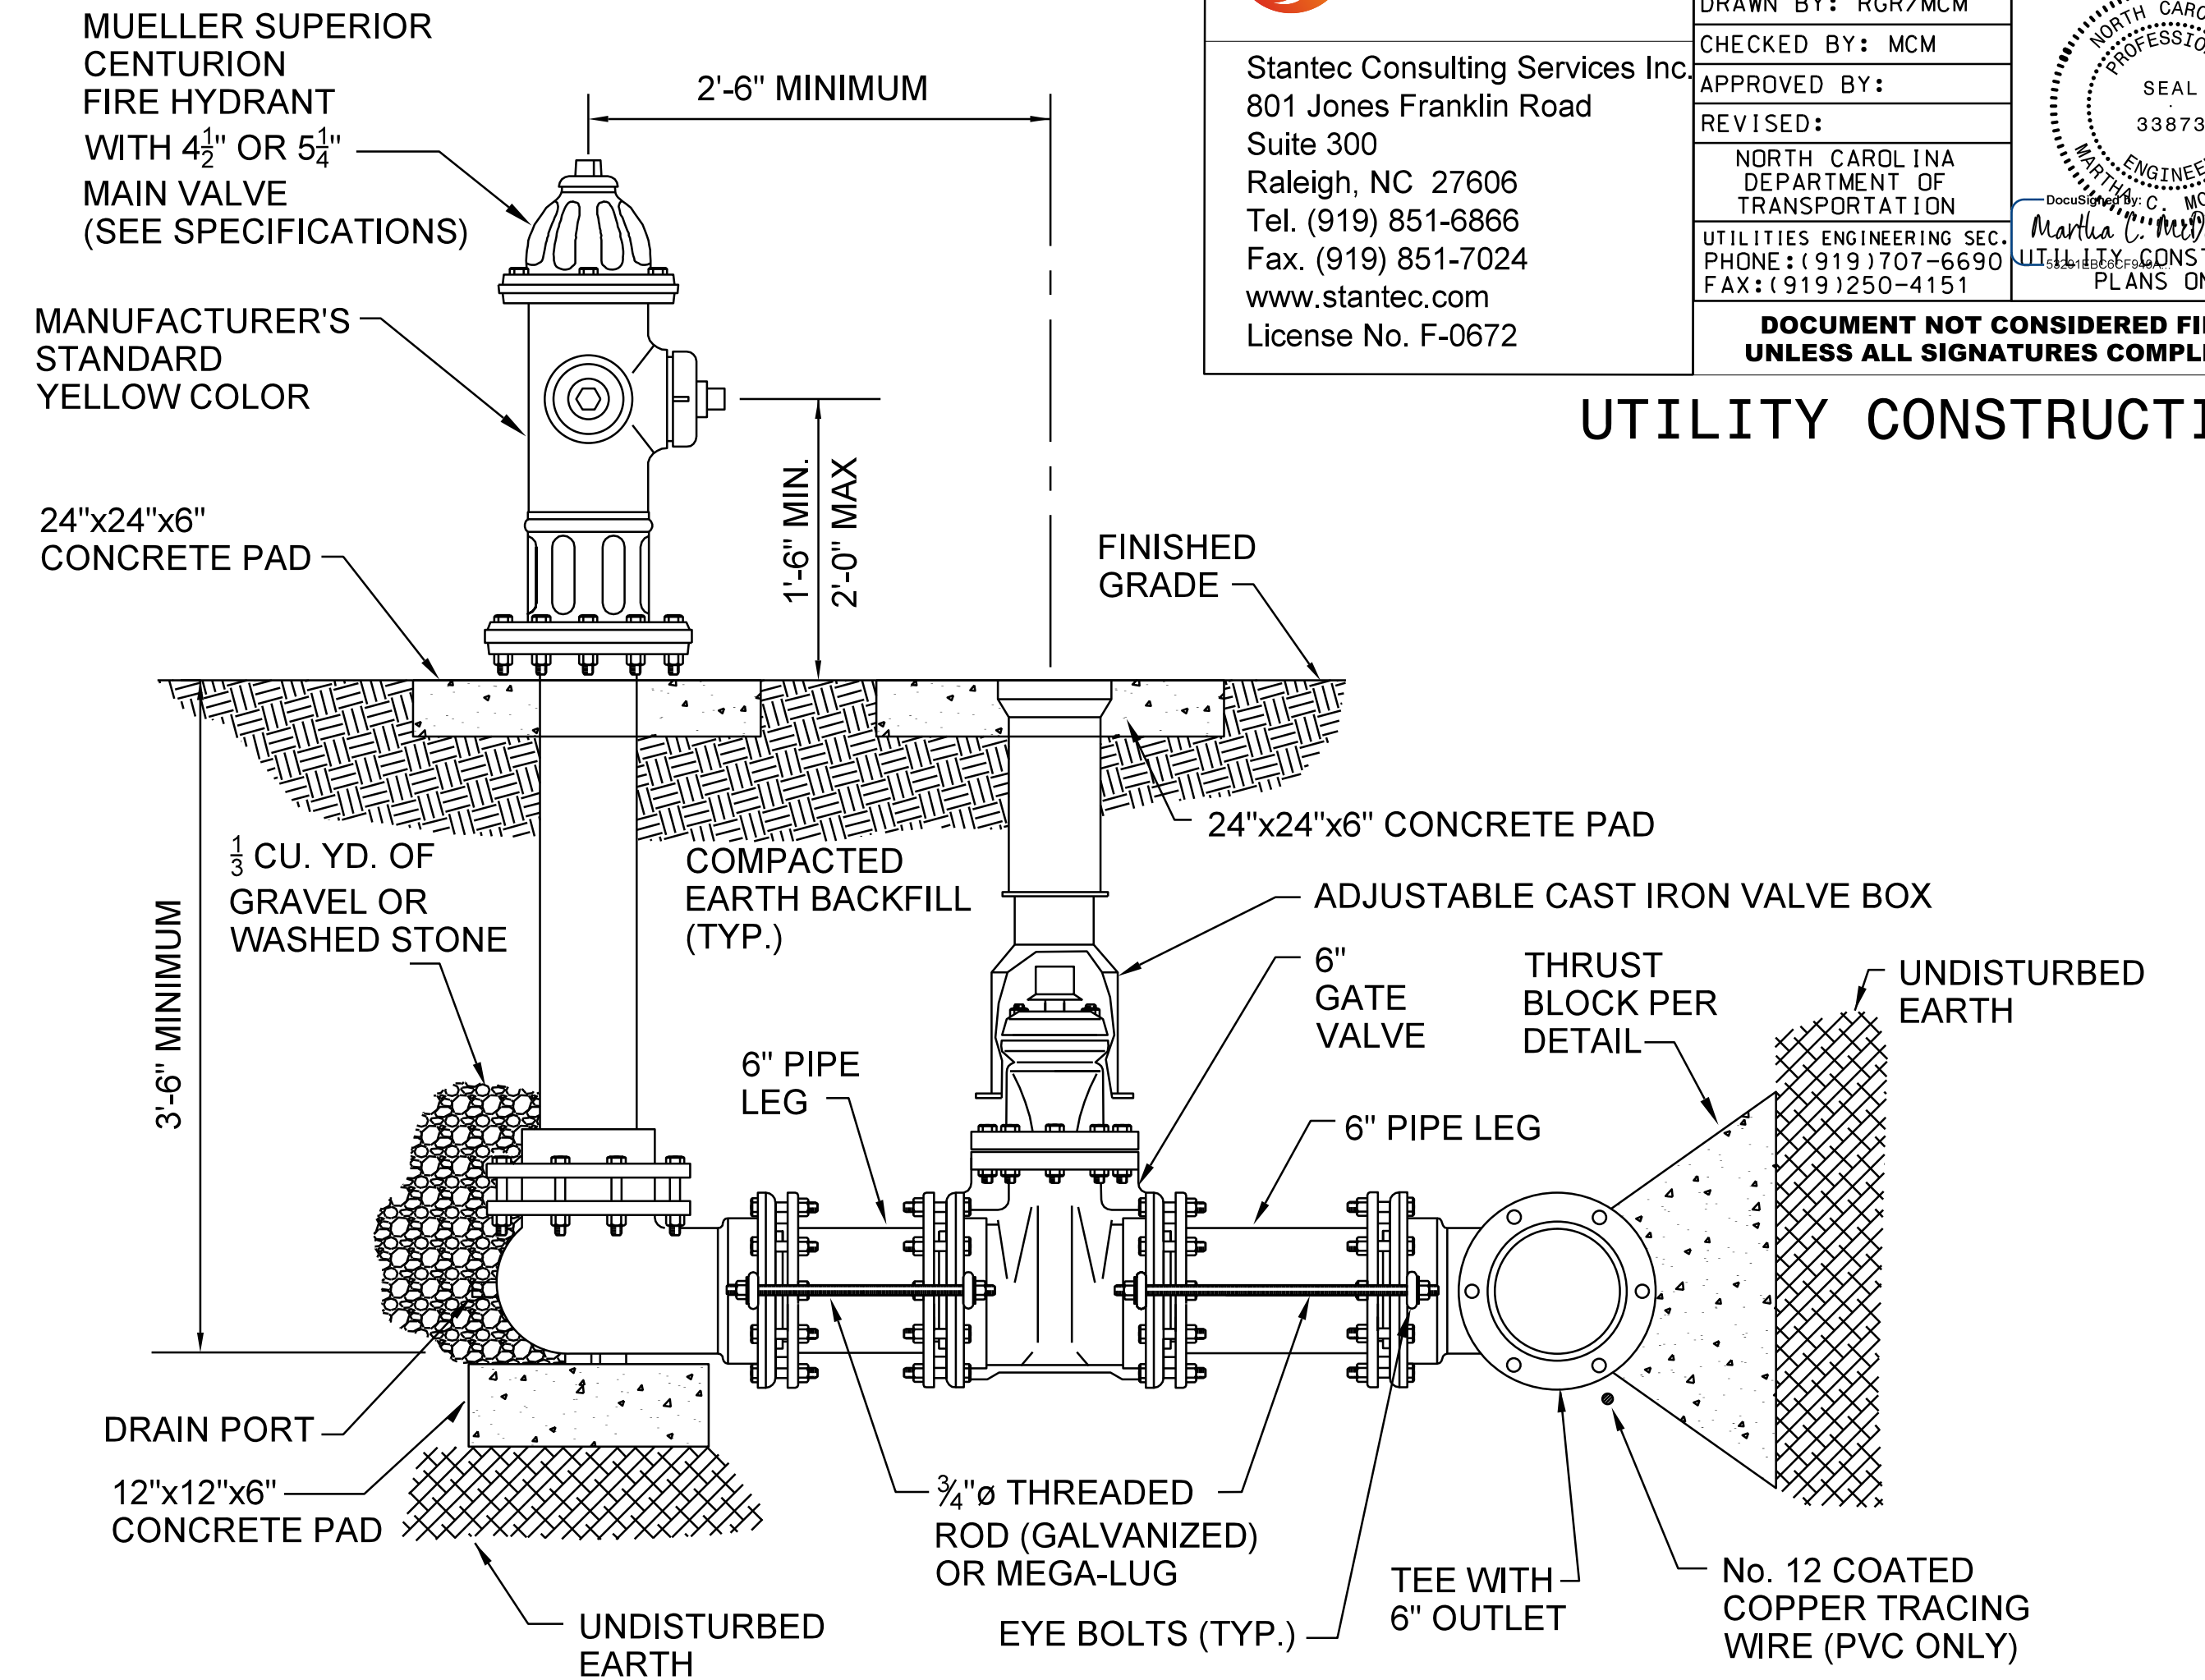 MUELLER SUPERIOR
CENTURION
FIRE HYDRANT
WITH 4½" OR 5¼"
MAIN VALVE
(SEE SPECIFICATIONS)
2'-6" MINIMUM
MANUFACTURER'S
STANDARD
YELLOW COLOR
24"x24"x6"
CONCRETE PAD
1'-6" MIN.
2'-0" MAX
FINISHED
GRADE
Stantec Consulting Services Inc.
801 Jones Franklin Road
Suite 300
Raleigh, NC 27606
Tel. (919) 851-6866
Fax. (919) 851-7024
www.stantec.com
License No. F-0672
DRAWN BY: RGR/MCM
CHECKED BY: MCM
APPROVED BY:
REVISED:
NORTH CAROLINA
DEPARTMENT OF
TRANSPORTATION
UTILITIES ENGINEERING SEC.
PHONE:(919)707-6690
FAX:(919)250-4151
NORTH
SEAL
33873
MARTHA C.
DocuSigned By:
Martha C.
UTILITY
PLANS
DOCUMENT NOT CONSIDERED
UNLESS ALL SIGNATURES
UTILITY
24"x24"x6" CONCRETE PAD
⅓ CU. YD. OF
GRAVEL OR
WASHED STONE
COMPACTED
EARTH BACKFILL
(TYP.)
3'-6" MINIMUM
ADJUSTABLE CAST IRON VALVE BOX
6"
GATE
VALVE
THRUST
BLOCK PER
DETAIL
UNDISTURBED
EARTH
6" PIPE
LEG
6" PIPE LEG
DRAIN PORT
12"x12"x6"
CONCRETE PAD
UNDISTURBED
EARTH
¾"ø THREADED
ROD (GALVANIZED)
OR MEGA-LUG
EYE BOLTS (TYP.)
TEE WITH
6" OUTLET
No. 12 COATED
COPPER TRACING
WIRE (PVC ONLY)